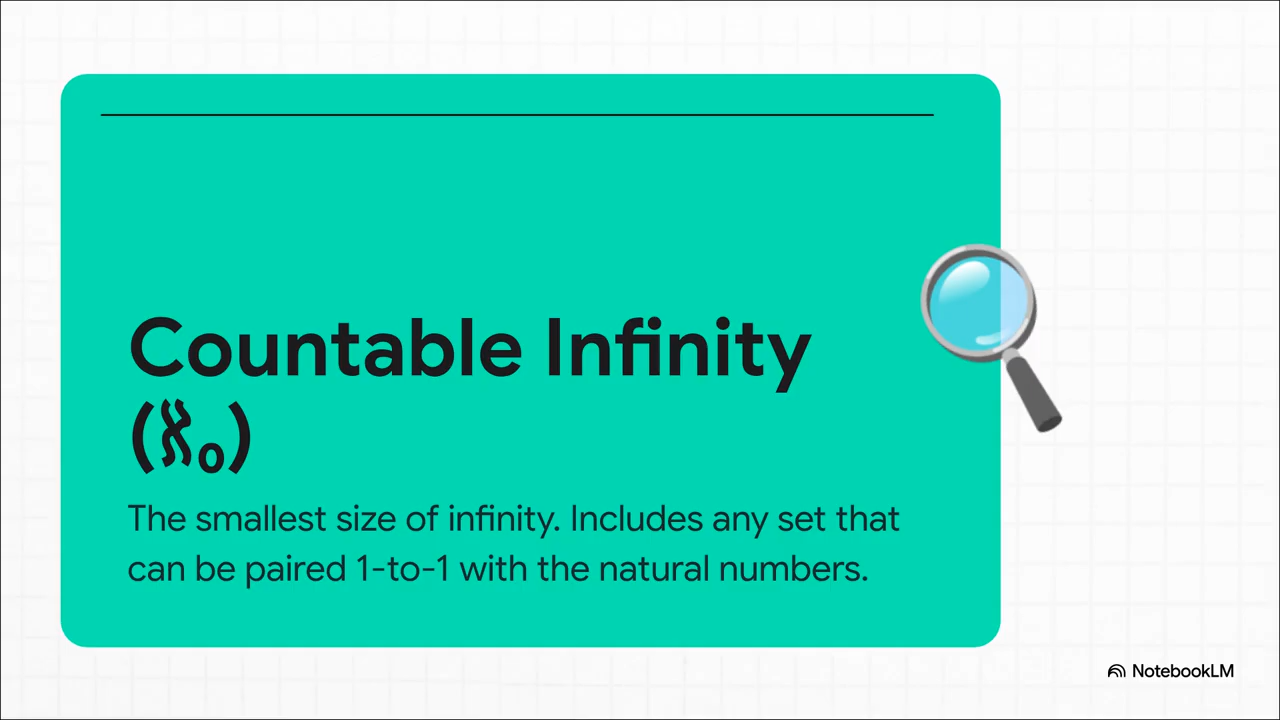 Countable Infinity
(ℵ₀)
The smallest size of infinity. Includes any set that
can be paired 1-to-1 with the natural numbers.
NotebookLM